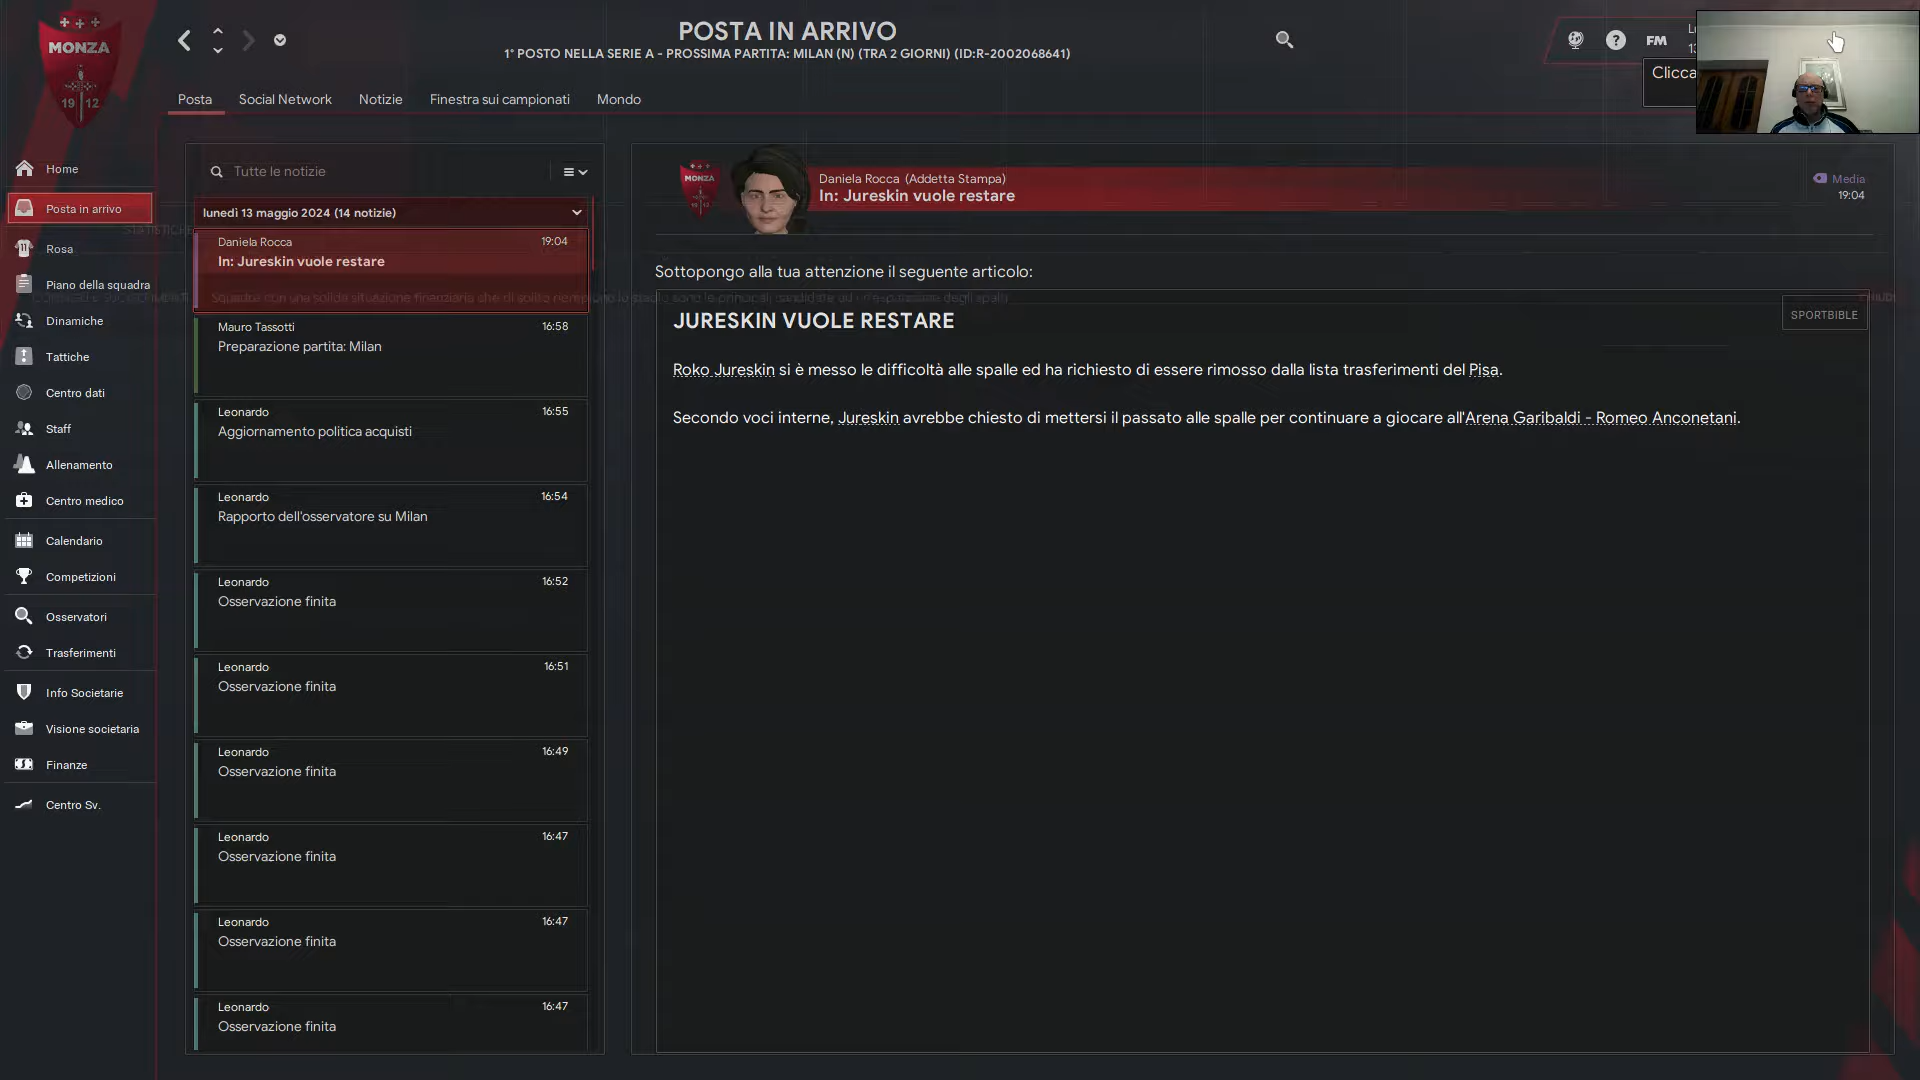 MONZA
19 12
POSTA IN ARRIVO
1° POSTO NELLA SERIE A - PROSSIMA PARTITA: MILAN (N) (TRA 2 GIORNI) (ID:R-2002068641)
FM
Clicca
Posta
Social Network
Notizie
Finestra sui campionati
Mondo
Home
Posta in arrivo
Rosa
Piano della squadra
Dinamiche
Tattiche
Centro dati
Staff
Allenamento
Centro medico
Calendario
Competizioni
Osservatori
Trasferimenti
Info Societarie
Visione societaria
Finanze
Centro Sv.
Tutte le notizie
lunedì 13 maggio 2024 (14 notizie)
Daniela Rocca 19:04
In: Jureskin vuole restare
Mauro Tassotti 16:58
Preparazione partita: Milan
Leonardo 16:55
Aggiornamento politica acquisti
Leonardo 16:54
Rapporto dell'osservatore su Milan
Leonardo 16:52
Osservazione finita
Leonardo 16:51
Osservazione finita
Leonardo 16:49
Osservazione finita
Leonardo 16:47
Osservazione finita
Leonardo 16:47
Osservazione finita
Leonardo 16:47
Osservazione finita
MONZA
Daniela Rocca (Addetta Stampa)
In: Jureskin vuole restare
Media
19:04
Sottopongo alla tua attenzione il seguente articolo:
JURESKIN VUOLE RESTARE
SPORTBIBLE
Roko Jureskin si è messo le difficoltà alle spalle ed ha richiesto di essere rimosso dalla lista trasferimenti del Pisa.
Secondo voci interne, Jureskin avrebbe chiesto di mettersi il passato alle spalle per continuare a giocare all'Arena Garibaldi - Romeo Anconetani.